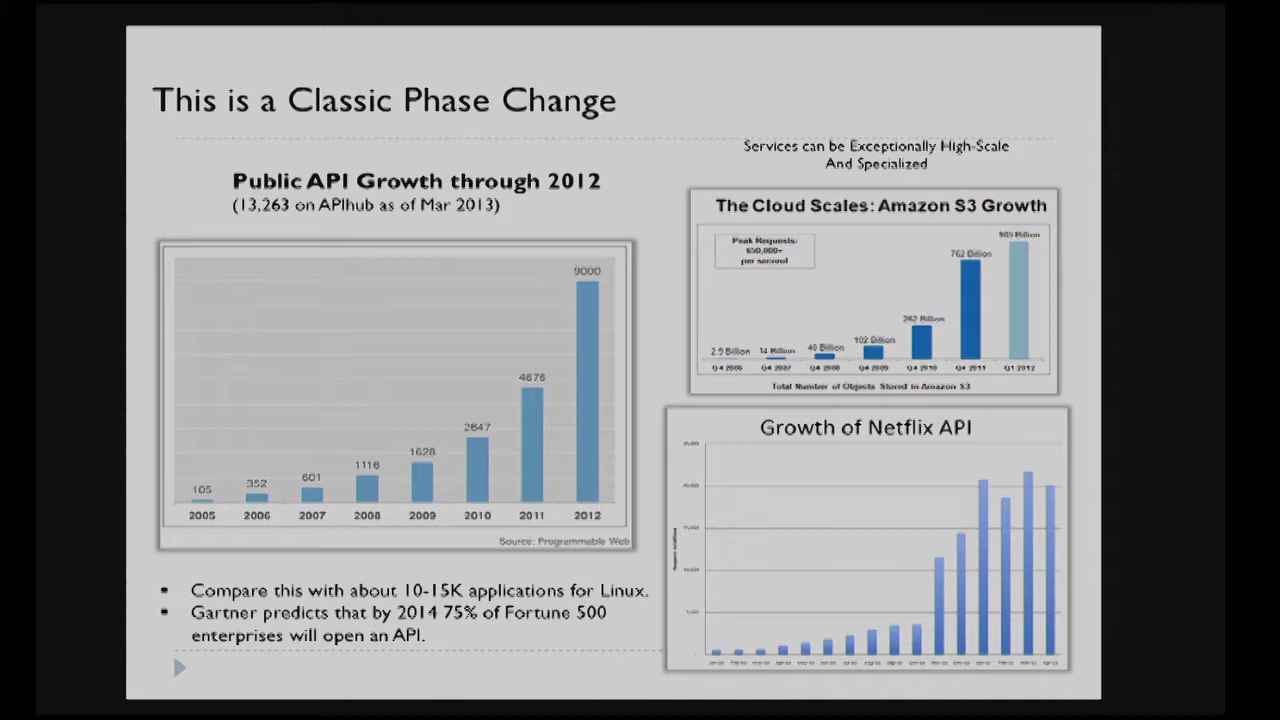 This is a Classic Phase Change
Public API Growth through 2012
(13,263 on APIhub as of Mar 2013)
9000
4676
2647
1628
1116
601
352
105
2005 2006 2007 2008 2009 2010 2011 2012
Source: Programmable Web
Compare this with about 10-15K applications for Linux.
Gartner predicts that by 2014 75% of Fortune 500
enterprises will open an API.
Services can be Exceptionally High-Scale
And Specialized
The Cloud Scales: Amazon S3 Growth
Peak Requests:
650,000+
per second
905 Billion
762 Billion
262 Billion
102 Billion
40 Billion
14 Billion
2.9 Billion
Q4 2006 Q4 2007 Q4 2008 Q4 2009 Q4 2010 Q4 2011 Q1 2012
Total Number of Objects Stored in Amazon S3
Growth of Netflix API